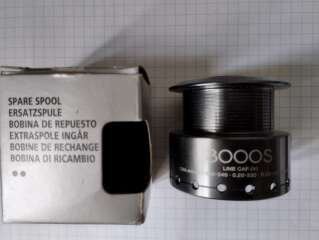 SPARE SPOOL
ERSATZSPULE
BOBINA DE REPUESTO
EXTRASPOLE INGÅR
BOBINE DE RECHANGE
BOBINA DI RICAMBIO
3000S
LINE CAP